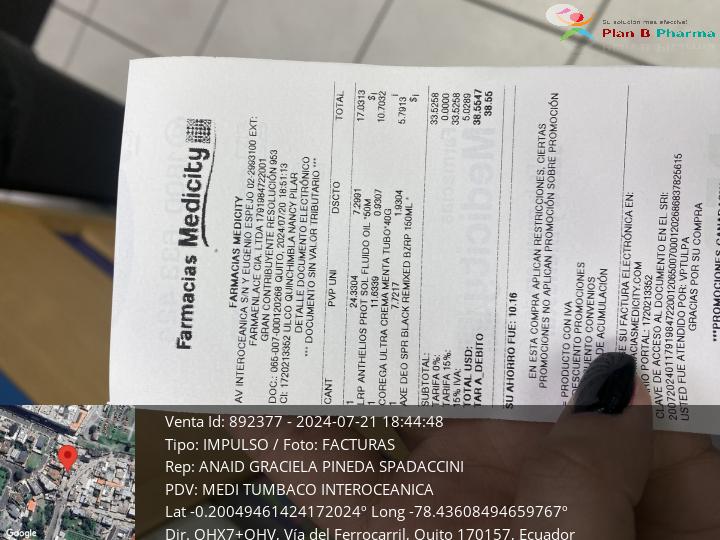 Su solución más efectiva!
Plan B Pharma
Farmacias Medicity
FARMACIAS MEDICITY
AV INTEROCEANICA S/N Y EUGENIO ESPEJO 02-2993100 EXT:
FARMAENLACE CIA. LTDA 1791984722001
GRAN CONTRIBUYENTE RESOLUCIÓN 953
DOC.: 065-007-000120268 QUITO, 2024/07/20 18:51:13
CI: 1720213352 ULCO QUINCHIMBLA NANCY PILAR
DETALLE DOCUMENTO ELECTRÓNICO
*** DOCUMENTO SIN VALOR TRIBUTARIO ***
CANT PVP UNI DSCTO TOTAL
1 24.3304 7.2991 17.0313
LRP ANTHELIOS PROT SOL FLUIDO OIL *50M $|
1 11.6339 0.9307 10.7032
COREGA ULTRA CREMA MENTA TUBO*40G $|
1 7.7217 1.9304 5.7913
AXE DEO SPR BLACK REMIXED BZRP 150ML * $|
SUBTOTAL: 33.5258
TARIFA 0%: 0.0000
TARIFA 15%: 33.5258
15% IVA: 5.0289
TOTAL USD: 38.5547
TAR A_DEBITO 38.55
SU AHORRO FUE: 10.16
EN ESTA COMPRA APLICAN RESTRICCIONES, CIERTAS
PROMOCIONES NO APLICAN PROMOCIÓN SOBRE PROMOCIÓN
= PRODUCTO CON IVA
DESCUENTO PROMOCIONES
CONVENIOS
DE ACUMULACIÓN
SU FACTURA ELECTRÓNICA EN:
PORTAL: 1720213352
CLAVE DE ACCESO AL DOCUMENTO EN EL SRI:
USTED FUE ATENDIDO POR: VPITULPA
GRACIAS POR SU COMPRA
Venta Id: 892377 - 2024-07-21 18:44:48
Tipo: IMPULSO / Foto: FACTURAS
Rep: ANAID GRACIELA PINEDA SPADACCINI
PDV: MEDI TUMBACO INTEROCEANICA
Lat -0.20049461424172024° Long -78.43608494659767°
Dir. QHX7+QHV, Vía del Ferrocarril, Quito 170157, Ecuador
Google